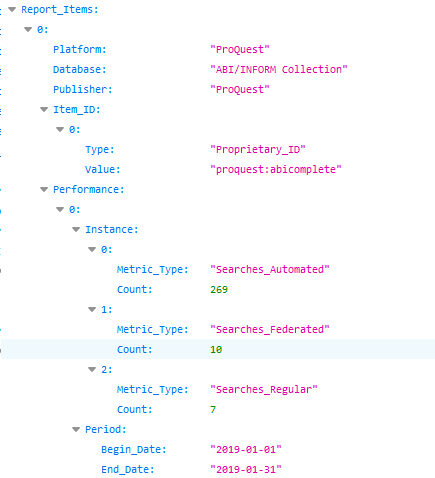 Report_Items:
0:
Platform: "ProQuest"
Database: "ABI/INFORM Collection"
Publisher: "ProQuest"
Item_ID:
0:
Type: "Proprietary_ID"
Value: "proquest:abicomplete"
Performance:
0:
Instance:
0:
Metric_Type: "Searches_Automated"
Count: 269
1:
Metric_Type: "Searches_Federated"
Count: 10
2:
Metric_Type: "Searches_Regular"
Count: 7
Period:
Begin_Date: "2019-01-01"
End_Date: "2019-01-31"